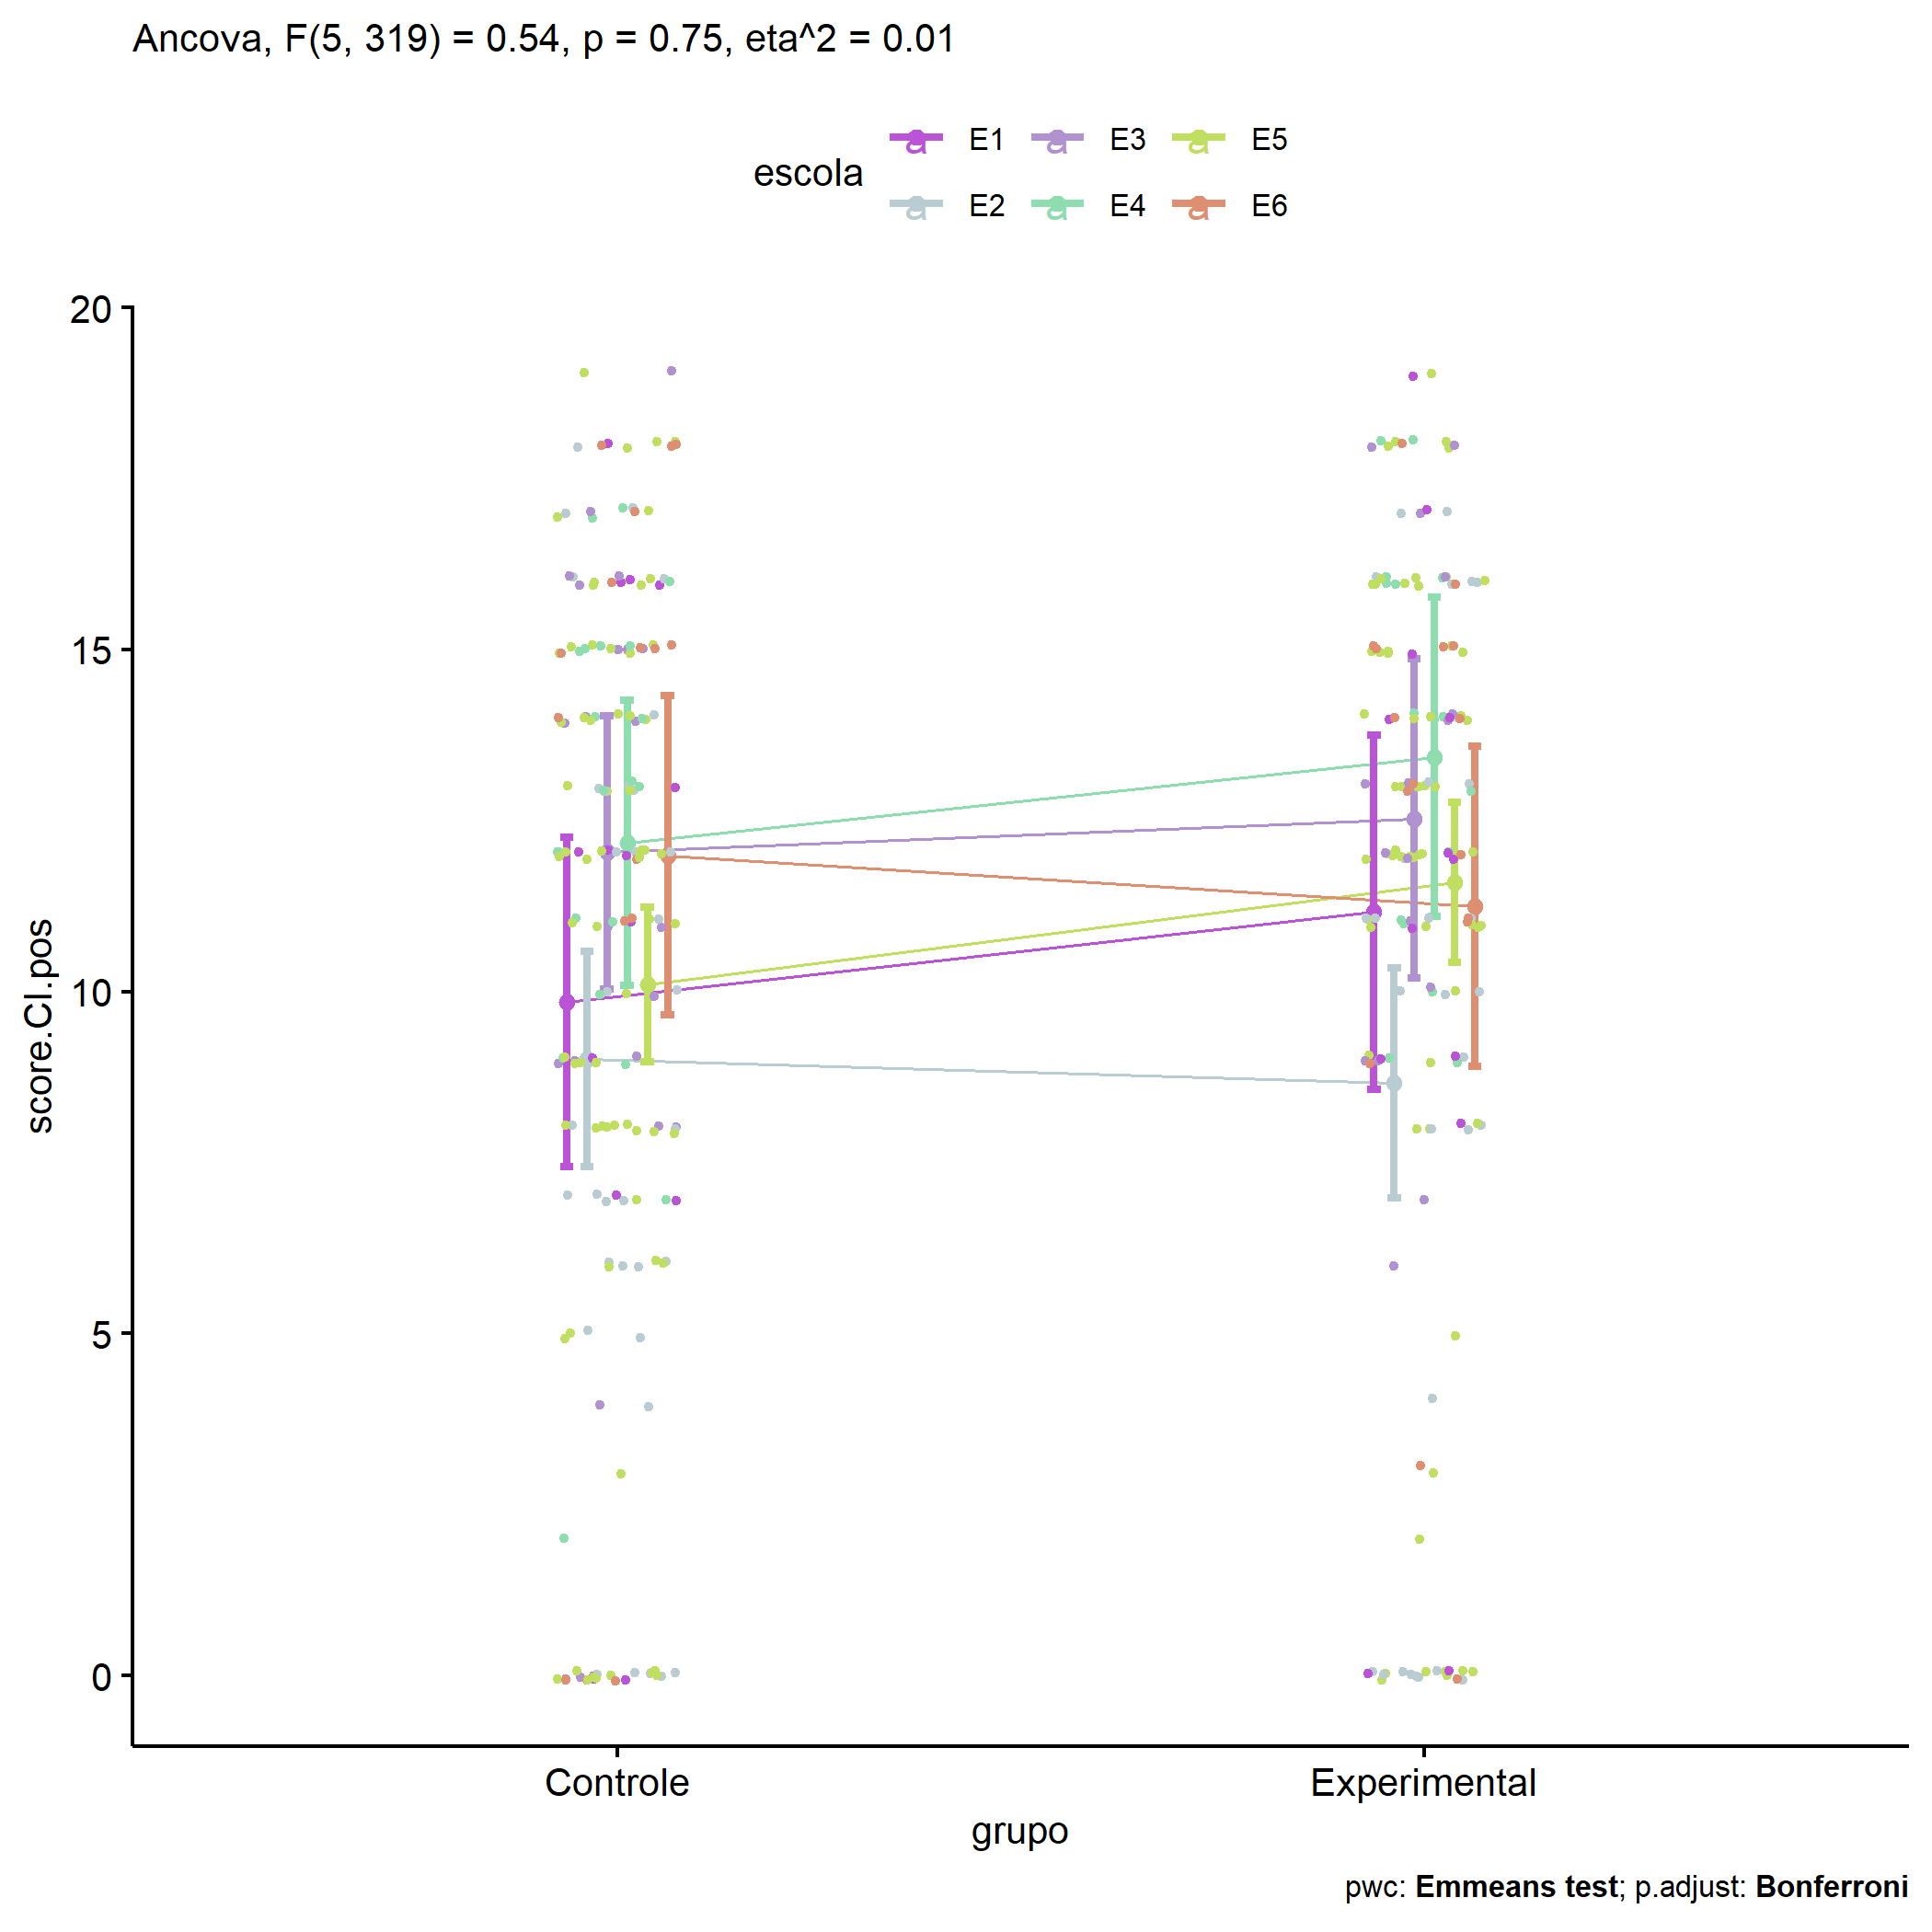 Ancova, F(5, 319) = 0.54, p = 0.75, eta^2 = 0.01
escola
a E1 a E3 a E5
a E2 a E4 a E6
20
15
10
5
0
score.CI.pos
Controle Experimental
grupo
pwc: Emmeans test; p.adjust: Bonferroni